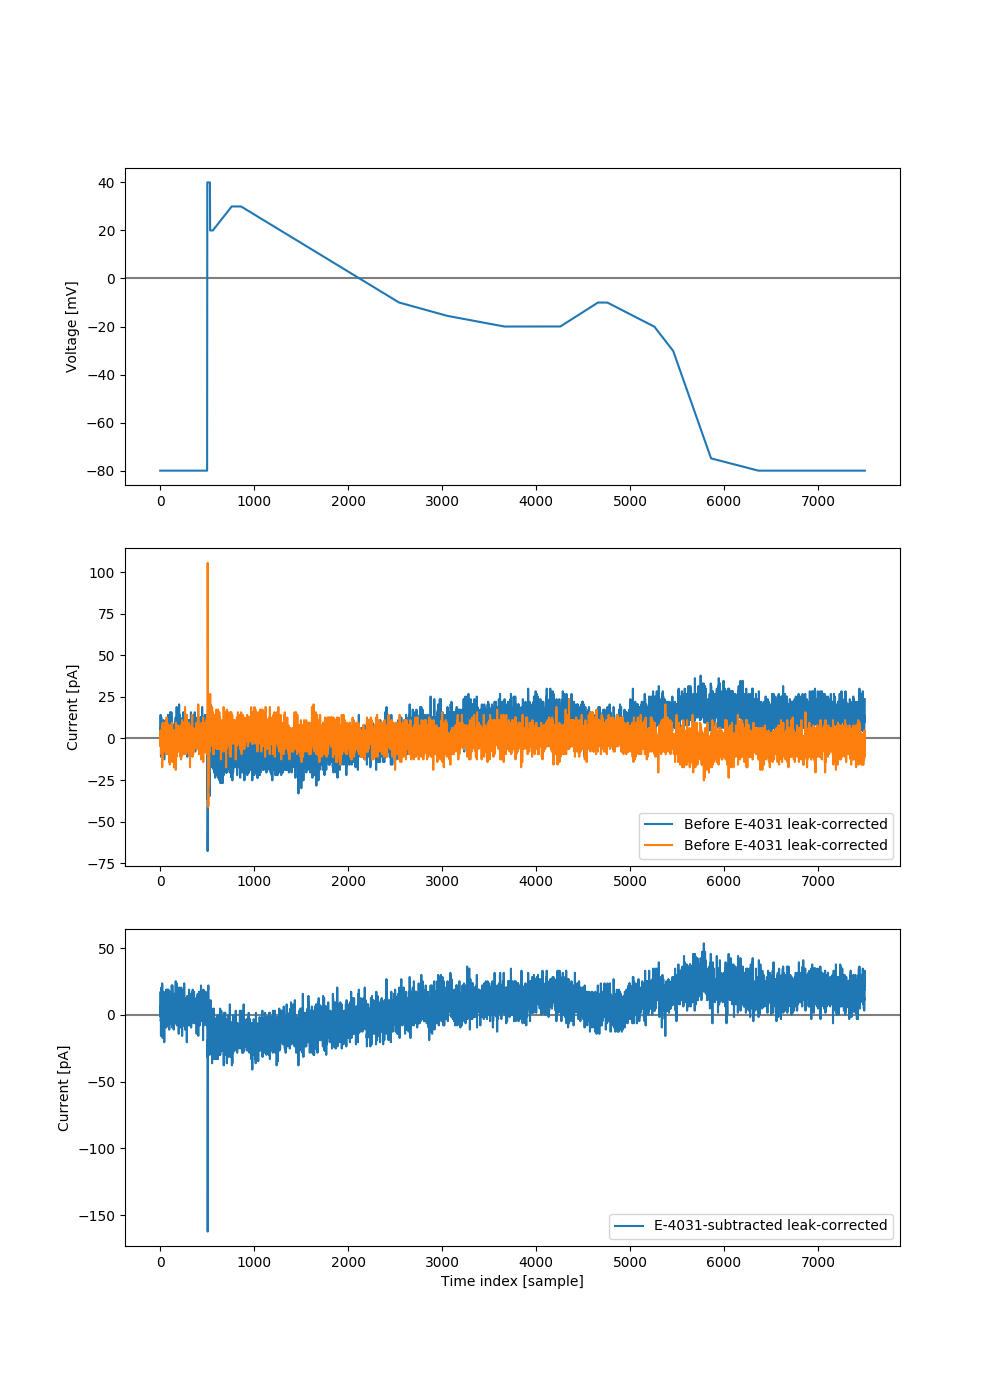 40
20
0
−20
−40
−60
−80
Voltage [mV]
0 1000 2000 3000 4000 5000 6000 7000
100
75
50
25
0
−25
−50
−75
Current [pA]
Before E-4031 leak-corrected
Before E-4031 leak-corrected
0 1000 2000 3000 4000 5000 6000 7000
50
0
−50
−100
−150
Current [pA]
E-4031-subtracted leak-corrected
0 1000 2000 3000 4000 5000 6000 7000
Time index [sample]